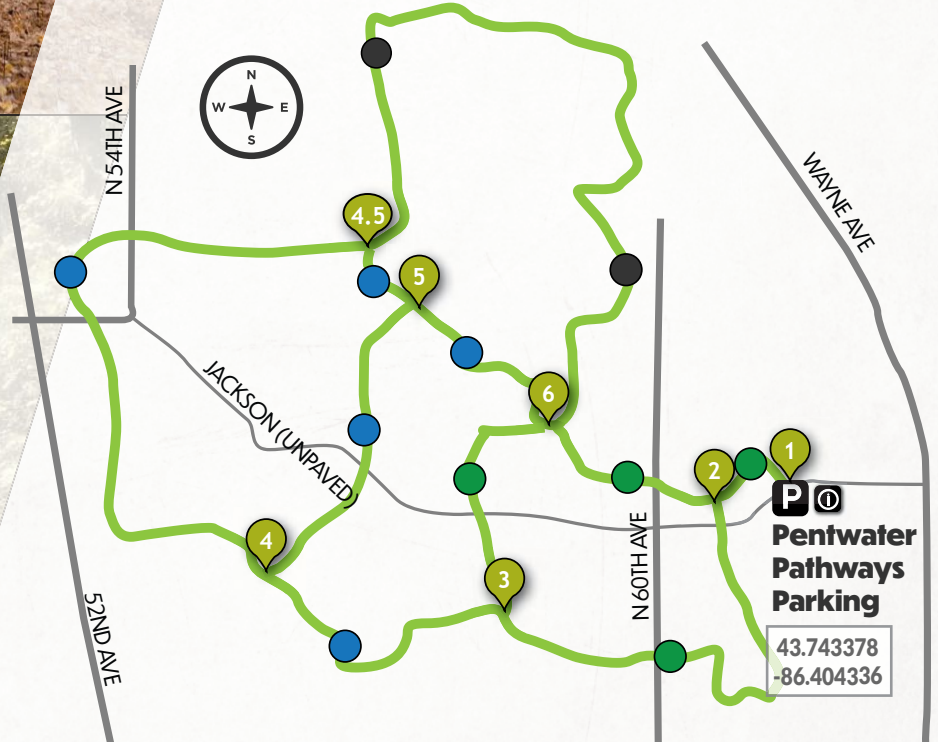 N
W E
S
N 54TH AVE
WAYNE AVE
4.5
5
JACKSON (UNPAVED)
6
1
2
P i
Pentwater
Pathways
Parking
N 60TH AVE
4
3
52ND AVE
43.743378
-86.404336